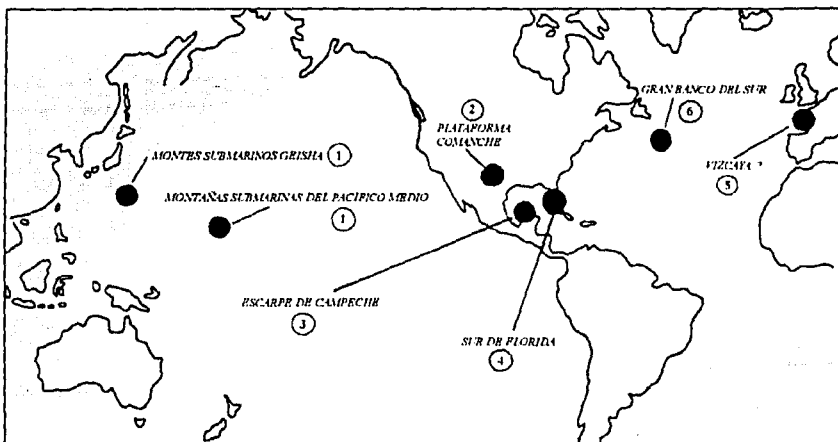 GRAN BANCO DEL SUR
6
2
PLATAFORMA
COMANCHE
MONTES SUBMARINOS GEISHA 1
VIZCAYA ?
5
MONTAÑAS SUBMARINAS DEL PACIFICO MEDIO
1
ESCARPE DE CAMPECHE
3
SUR DE FLORIDA
4